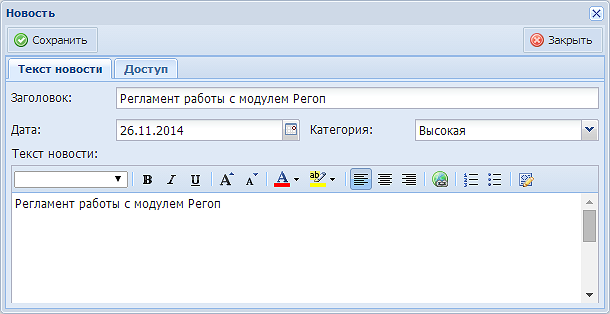 Новость
Сохранить Закрыть
Текст новости Доступ
Заголовок: Регламент работы с модулем Регоп
Дата: 26.11.2014 Категория: Высокая
Текст новости:
B I U A A A ab
Регламент работы с модулем Регоп